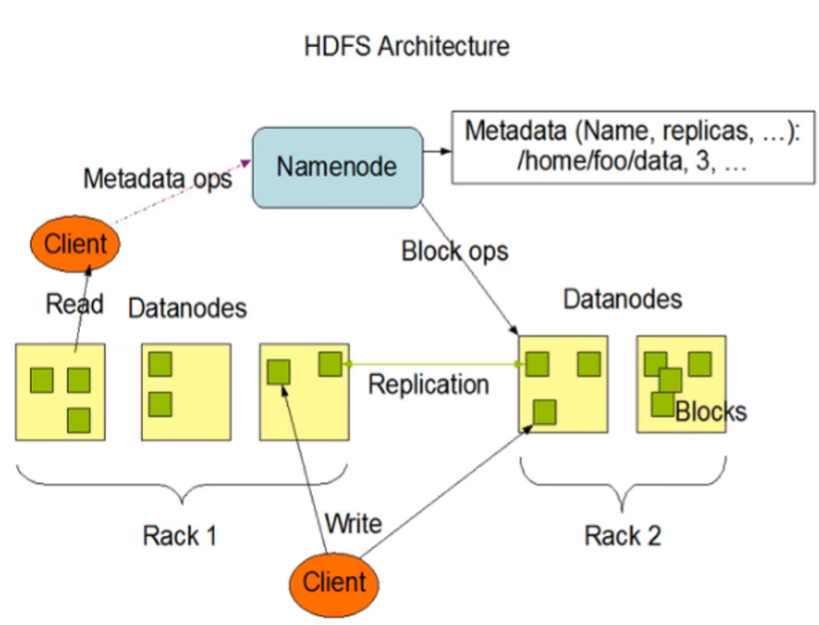 HDFS Architecture
Metadata (Name, replicas, ...):
/home/foo/data, 3, ...
Namenode
Metadata ops
Client
Block ops
Read
Datanodes
Datanodes
Replication
Blocks
Rack 1
Write
Rack 2
Client